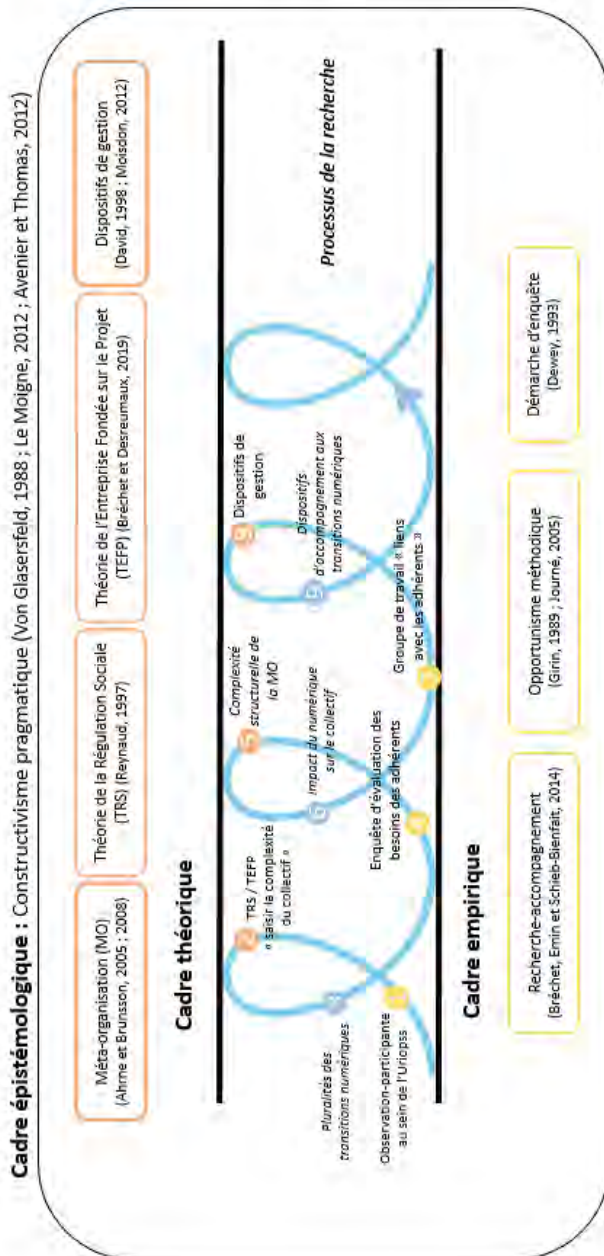 Cadre épistémologique : Constructivisme pragmatique (Von Glasersfeld, 1988 ; Le Moigne, 2012 ; Avenier et Thomas, 2012)
Méta-organisation (MO)
(Ahrne et Brunsson, 2005 ; 2008)
Théorie de la Régulation Sociale
(TRS) (Reynaud, 1997)
Théorie de l'Entreprise Fondée sur le Projet
(TEFP) (Bréchet et Desreumaux, 2019)
Dispositifs de gestion
(David, 1998 ; Moisdon, 2012)
Cadre théorique
2
TRS / TEFP
« saisir la complexité
du collectif »
5
Complexité
structurelle de
la MO
Dispositifs de
gestion
Processus de la recherche
Pluralités des
transitions numériques
6
Impact du numérique
sur le collectif
9
Dispositifs
d'accompagnement aux
transitions numériques
Observation-participante
au sein de l'Uriopss
Enquête d'évaluation des
besoins des adhérents
Groupe de travail « liens
avec les adhérents »
Cadre empirique
Recherche-accompagnement
(Bréchet, Emin et Schieb-Bienfait, 2014)
Opportunisme méthodique
(Girin, 1989 ; Journé, 2005)
Démarche d'enquête
(Dewey, 1993)